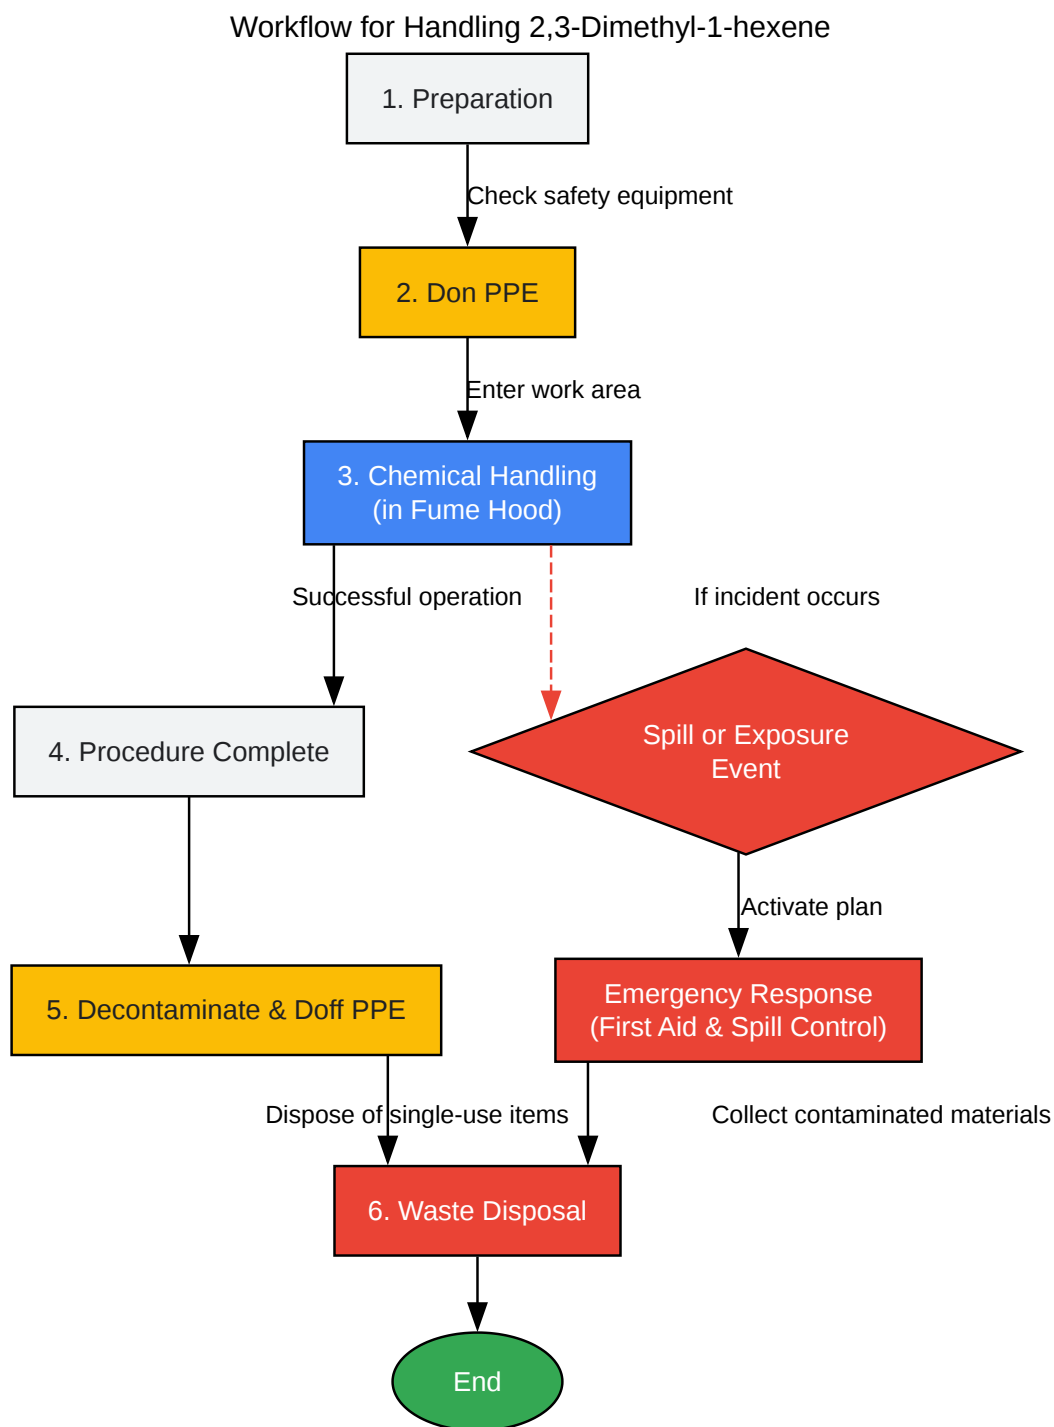 Workflow for Handling 2,3-Dimethyl-1-hexene
1. Preparation
Check safety equipment
2. Don PPE
Enter work area
3. Chemical Handling
(in Fume Hood)
Successful operation
If incident occurs
4. Procedure Complete
Spill or Exposure
Event
Activate plan
5. Decontaminate & Doff PPE
Emergency Response
(First Aid & Spill Control)
Dispose of single-use items
Collect contaminated materials
6. Waste Disposal
End